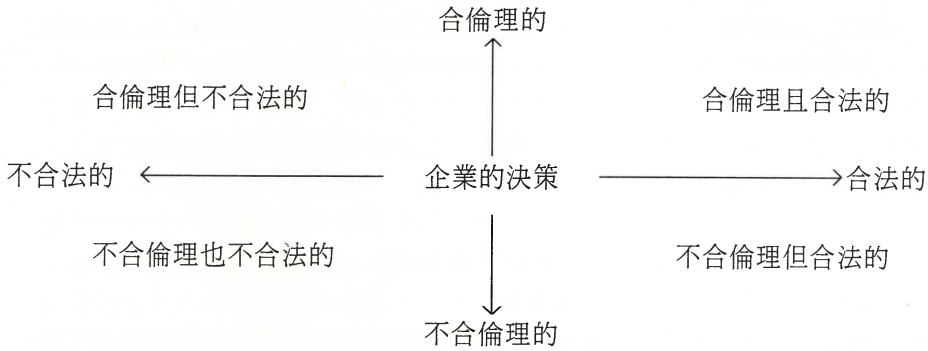 合倫理的
合倫理但不合法的
合倫理且合法的
不合法的
企業的決策
合法的
不合倫理也不合法的
不合倫理但合法的
不合倫理的